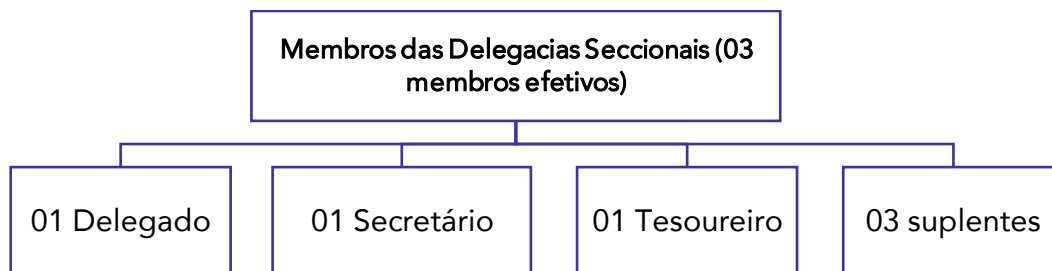 Membros das Delegacias Seccionais (03
membros efetivos)
01 Delegado
01 Secretário
01 Tesoureiro
03 suplentes